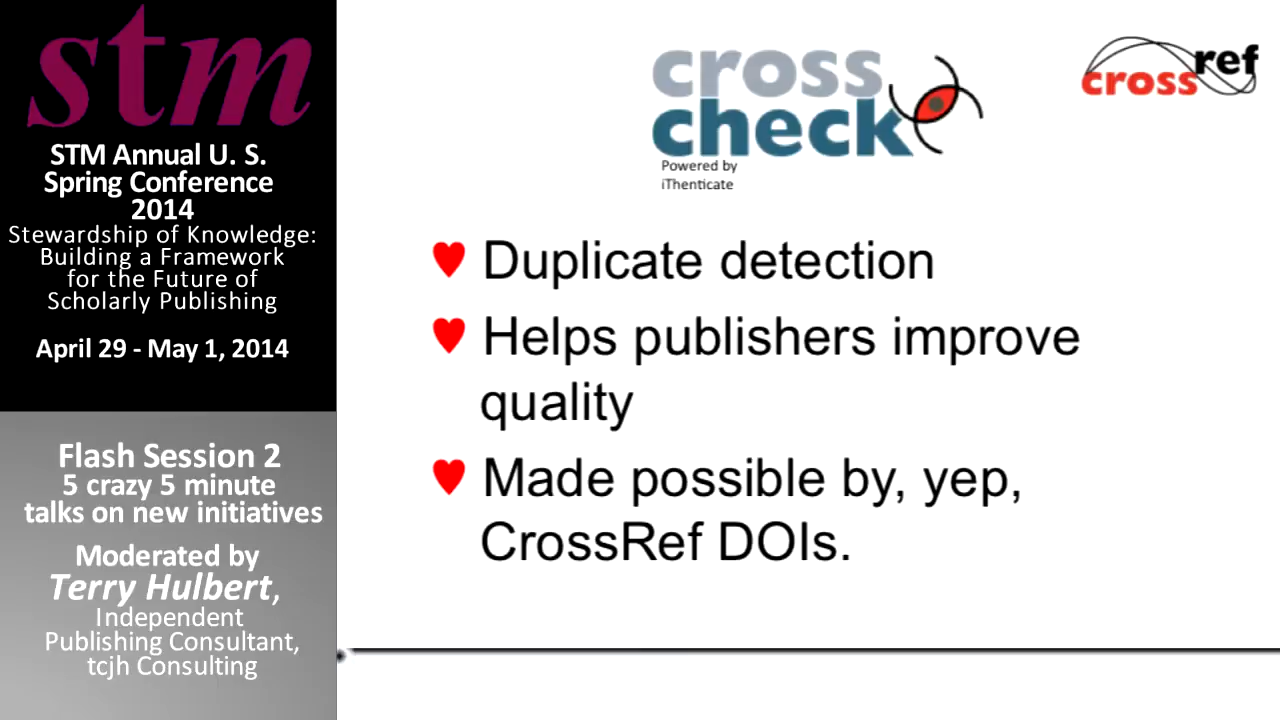 stm
STM Annual U. S.
Spring Conference
2014
Stewardship of Knowledge:
Building a Framework
for the Future of
Scholarly Publishing
April 29 - May 1, 2014
Flash Session 2
5 crazy 5 minute
talks on new initiatives
Moderated by
Terry Hulbert,
Independent
Publishing Consultant,
tcjh Consulting
cross
check
Powered by
iThenticate
crossref
Duplicate detection
Helps publishers improve
quality
Made possible by, yep,
CrossRef DOIs.